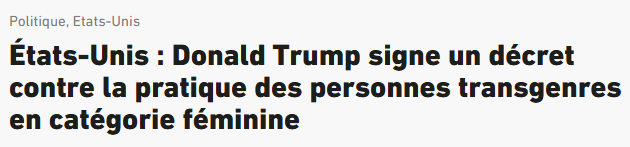 Politique, Etats-Unis
États-Unis : Donald Trump signe un décret
contre la pratique des personnes transgenres
en catégorie féminine